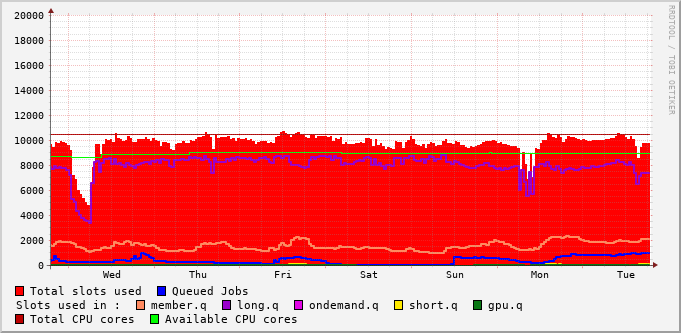 20000
18000
16000
14000
12000
10000
8000
6000
4000
2000
0
Wed Thu Fri Sat Sun Mon Tue
RRDTOOL / TOBI OETIKER
Total slots used Queued Jobs
Slots used in : member.q long.q ondemand.q short.q gpu.q
Total CPU cores Available CPU cores